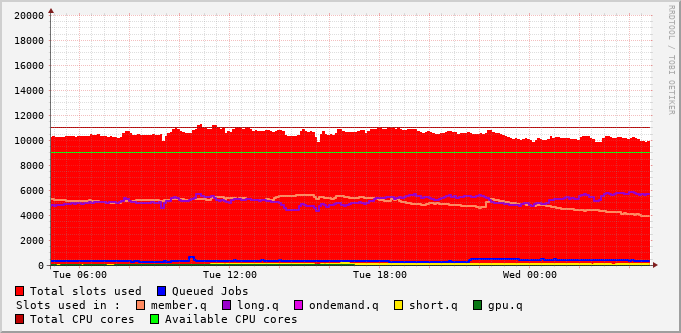 20000
18000
16000
14000
12000
10000
8000
6000
4000
2000
0
Tue 06:00 Tue 12:00 Tue 18:00 Wed 00:00
Total slots used Queued Jobs
Slots used in : member.q long.q ondemand.q short.q gpu.q
Total CPU cores Available CPU cores
RRDTOOL / TOBI OETIKER